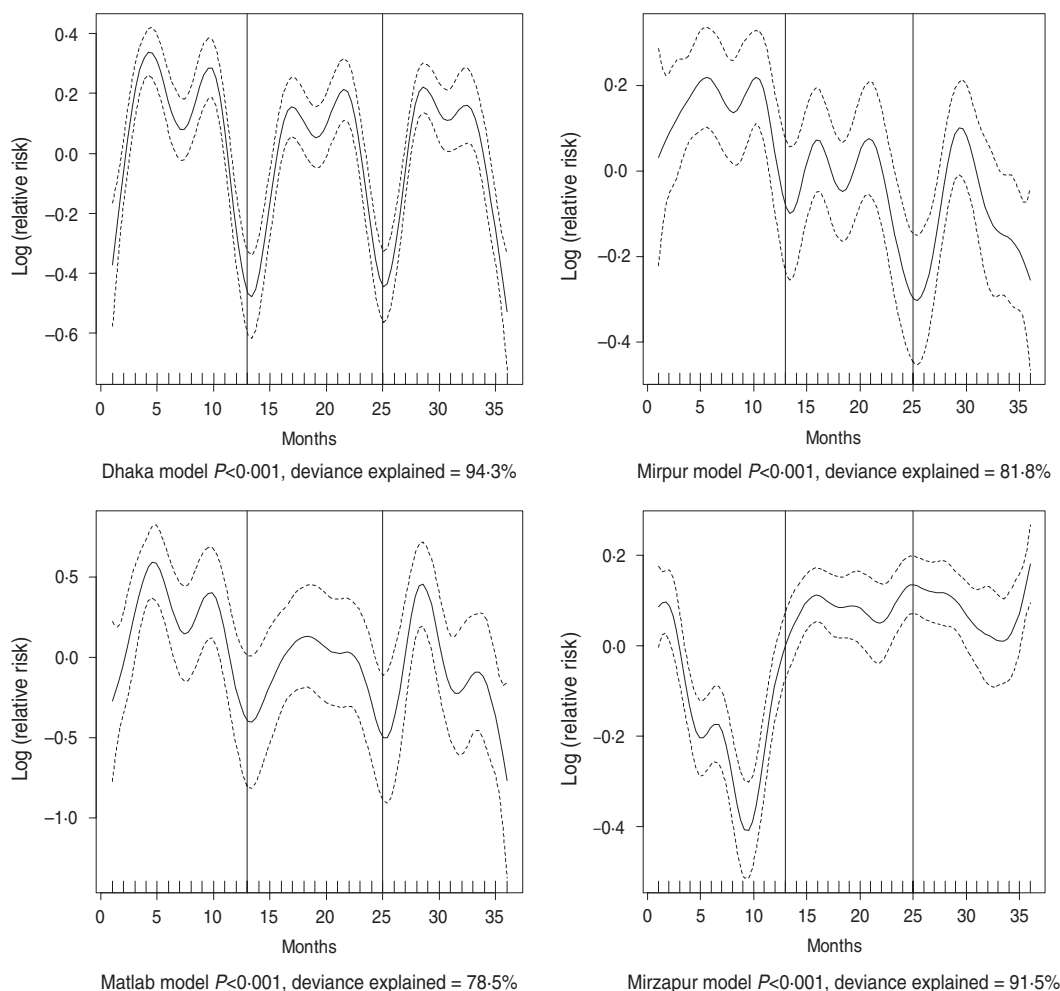 0·4
0·2
0·0
−0·2
−0·4
−0·6
Log (relative risk)
0 5 10 15 20 25 30 35
Months
Dhaka model P<0·001, deviance explained = 94·3%
0·2
0·0
−0·2
−0·4
Log (relative risk)
0 5 10 15 20 25 30 35
Months
Mirpur model P<0·001, deviance explained = 81·8%
0·5
0·0
−0·5
−1·0
Log (relative risk)
0 5 10 15 20 25 30 35
Months
Matlab model P<0·001, deviance explained = 78·5%
0·2
0·0
−0·2
−0·4
Log (relative risk)
0 5 10 15 20 25 30 35
Months
Mirzapur model P<0·001, deviance explained = 91·5%